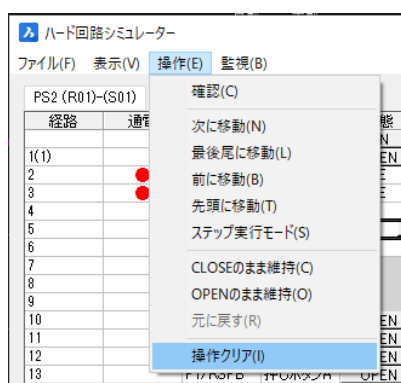 ハード回路シミュレーター
ファイル(F) 表示(V) 操作(E) 監視(B)
PS2 (R01)-(S01)
確認(C)
経路 通電
次に移動(N)
最後尾に移動(L)
前に移動(B)
先頭に移動(T)
ステップ実行モード(S)
CLOSEのまま維持(C)
OPENのまま維持(O)
元に戻す(R)
操作クリア(I)
1(1)
2
3
4
5
6
7
8
9
10
11
12
13